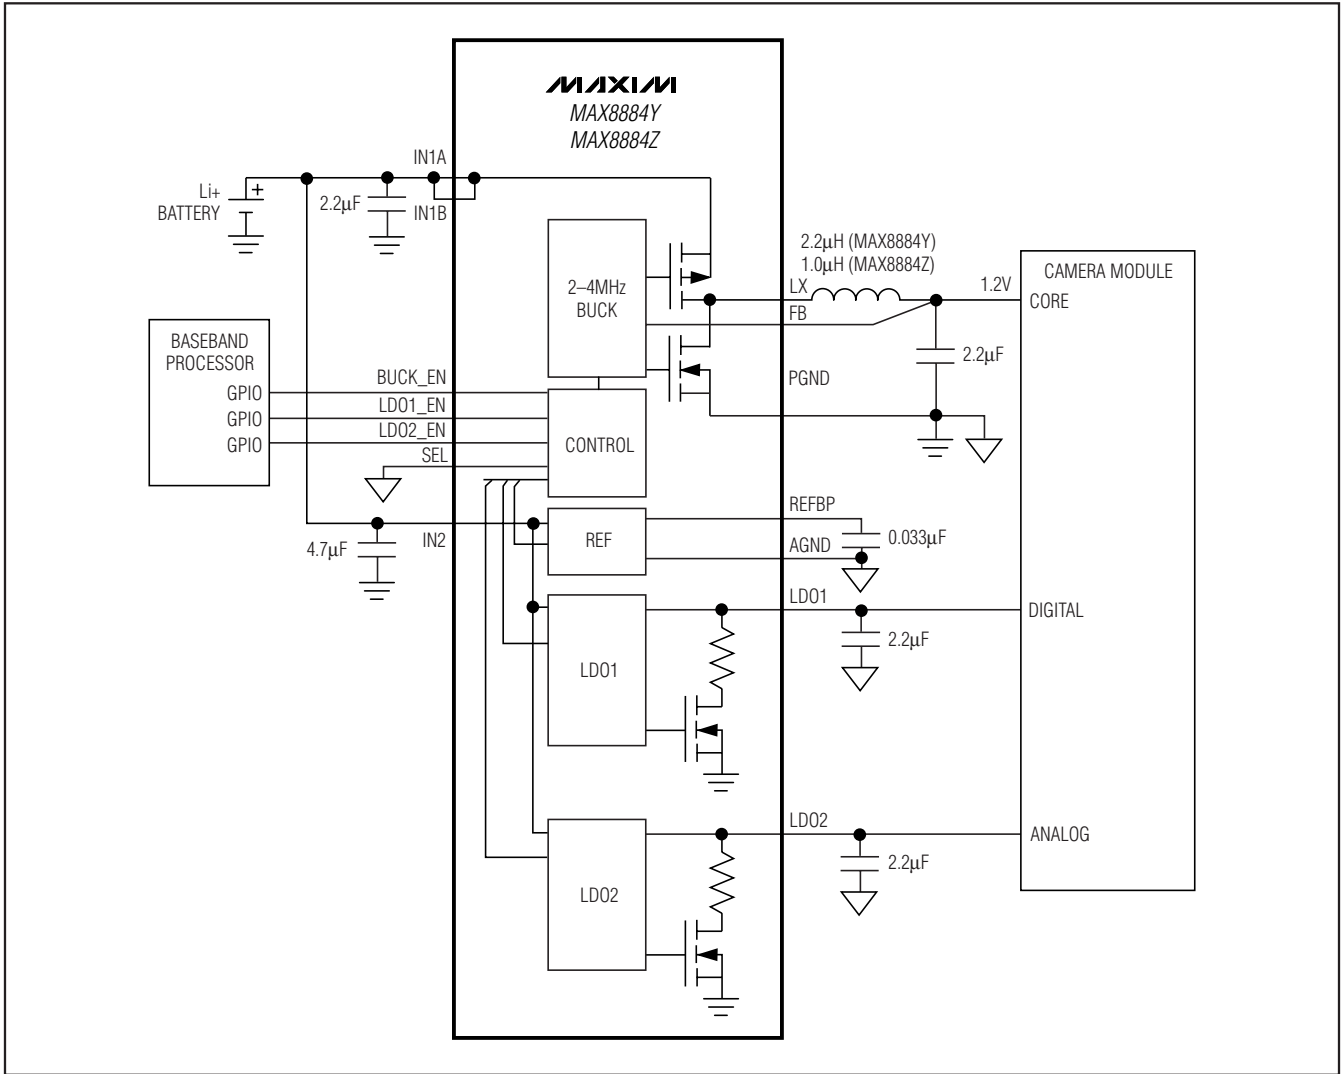 MAXIM
MAX8884Y
MAX8884Z
IN1A
Li+
BATTERY
+
2.2µF
IN1B
2–4MHz
BUCK
2.2µH (MAX8884Y)
1.0µH (MAX8884Z)
LX
FB
1.2V
CAMERA MODULE
CORE
2.2µF
PGND
BASEBAND
PROCESSOR
GPIO
GPIO
GPIO
BUCK_EN
LDO1_EN
LDO2_EN
SEL
CONTROL
4.7µF
IN2
REF
REFBP
AGND
0.033µF
LDO1
DIGITAL
2.2µF
LDO1
LDO2
ANALOG
2.2µF
LDO2